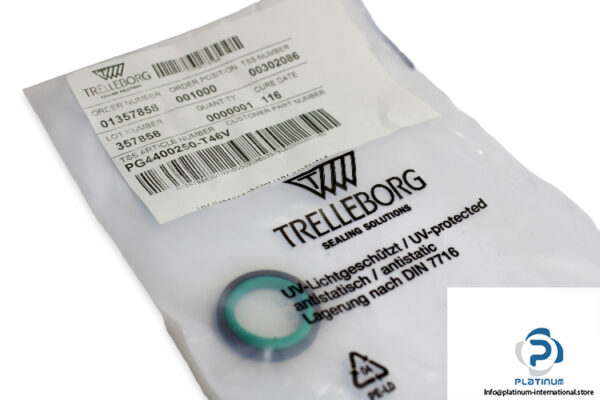 TRELLEBORG
SEALING SOLUTIONS
ORDER NUMBER ORDER POSITION TSS NUMBER
01357858 001000 00302086
LOT NUMBER QUANTITY CURE DATE
357858 0000001 116
TSS ARTICLE NUMBER CUSTOMER PART NUMBER
PG4400250-T46V
TRELLEBORG
SEALING SOLUTIONS
UV-Lichtgeschützt / UV-protected
antistatisch / antistatic
Lagerung nach DIN 7716
04
PE-LD
P
PLATINUM
info@platinum-international.store